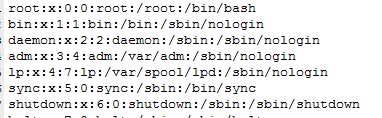 root:x:0:0:root:/root:/bin/bash
bin:x:1:1:bin:/bin:/sbin/nologin
daemon:x:2:2:daemon:/sbin:/sbin/nologin
adm:x:3:4:adm:/var/adm:/sbin/nologin
lp:x:4:7:lp:/var/spool/lpd:/sbin/nologin
sync:x:5:0:sync:/sbin:/bin/sync
shutdown:x:6:0:shutdown:/sbin:/sbin/shutdown